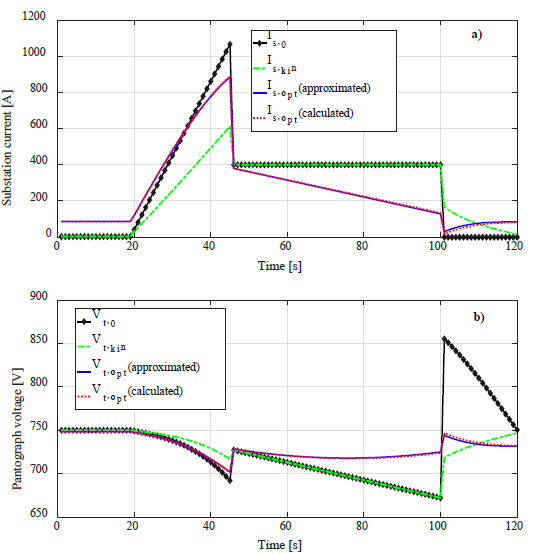 1200
1000
800
600
400
200
0
Substation current [A]
a)
I s.0
I s.kin
I s.opt (approximated)
I s.opt (calculated)
0 20 40 60 80 100 120
Time [s]
900
850
800
750
700
650
Pantograph voltage [V]
b)
V t.0
V t.kin
V t.opt (approximated)
V t.opt (calculated)
0 20 40 60 80 100 120
Time [s]